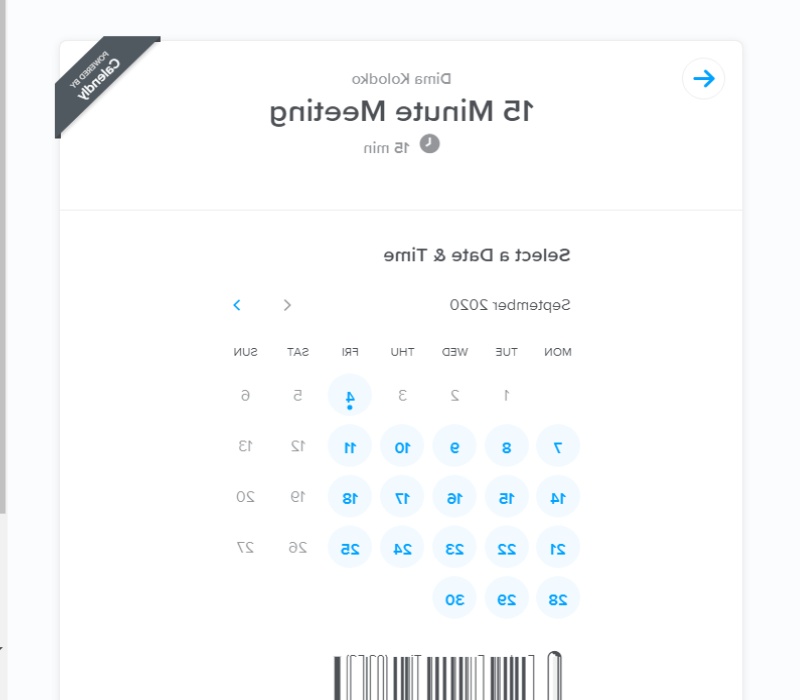 POWERED BY
Calendly
Dima Kolodko
15 Minute Meeting
15 min
Select a Date & Time
September 2020
MON TUE WED THU FRI SAT SUN
1 2 3 4 5 6
7 8 9 10 11 12 13
14 15 16 17 18 19 20
21 22 23 24 25 26 27
28 29 30